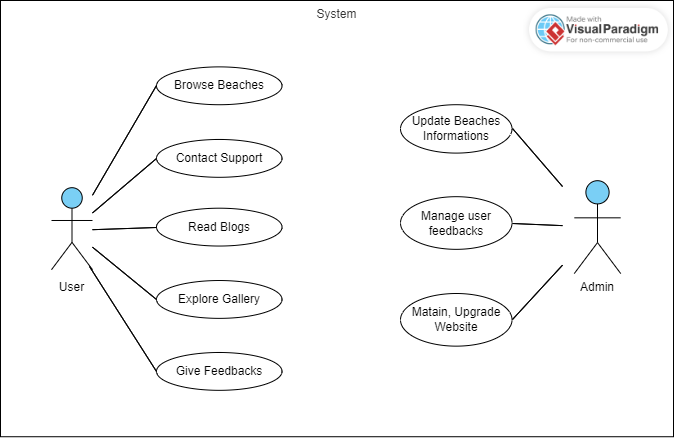 System
Made with
Visual Paradigm
For non-commercial use
Browse Beaches
Contact Support
Read Blogs
Explore Gallery
Give Feedbacks
User
Update Beaches
Informations
Manage user
feedbacks
Matain, Upgrade
Website
Admin